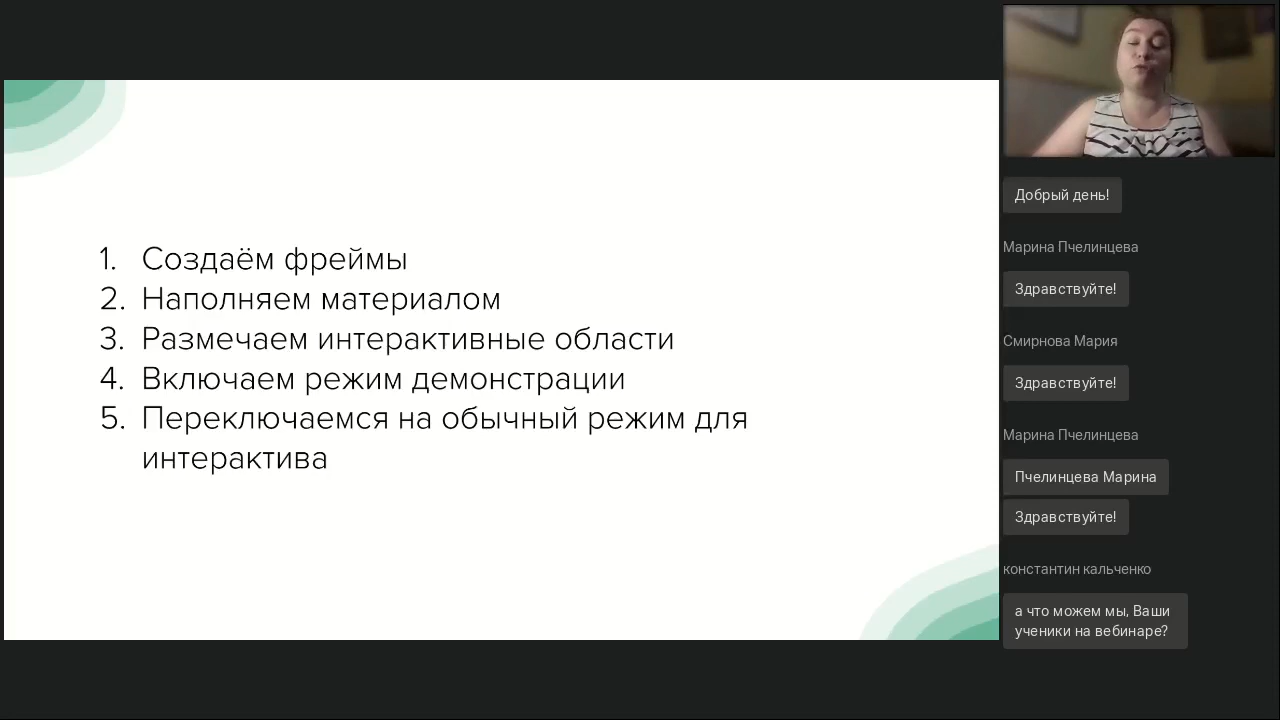 1. Создаём фреймы
2. Наполняем материалом
3. Размечаем интерактивные области
4. Включаем режим демонстрации
5. Переключаемся на обычный режим для
интерактива
Добрый день!
Марина Пчелинцева
Здравствуйте!
Смирнова Мария
Здравствуйте!
Марина Пчелинцева
Пчелинцева Марина
Здравствуйте!
константин кальченко
а что можем мы, Ваши
ученики на вебинаре?